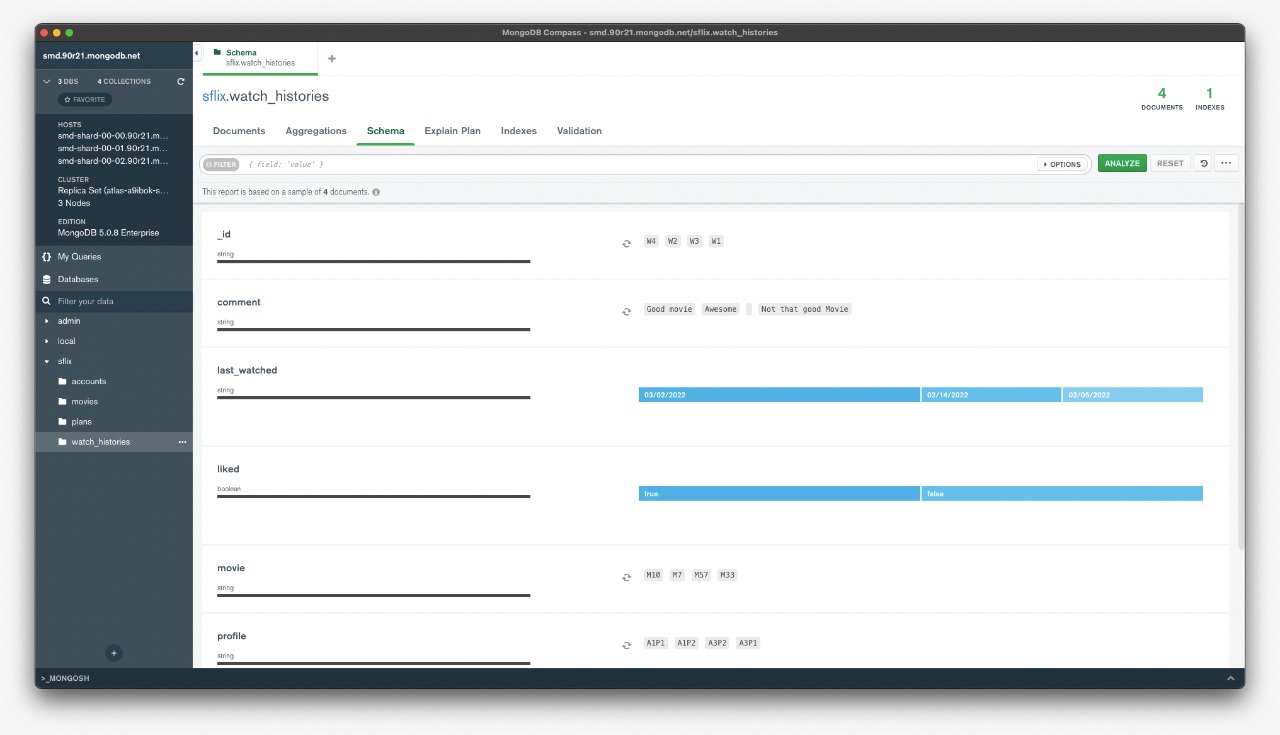 MongoDB Compass - smd.90r21.mongodb.net/sflix.watch_histories
smd.90r21.mongodb.net
3 DBS 4 COLLECTIONS
FAVORITE
HOSTS
smd-shard-00-00.90r21.m...
smd-shard-00-01.90r21.m...
smd-shard-00-02.90r21.m...
CLUSTER
Replica Set (atlas-a9ibok-s...
3 Nodes
EDITION
MongoDB 5.0.8 Enterprise
{} My Queries
Databases
Filter your data
admin
local
sflix
accounts
movies
plans
watch_histories ...
>_MONGOSH
Schema
sflix.watch_histories
sflix.watch_histories
4
DOCUMENTS
1
INDEXES
Documents Aggregations Schema Explain Plan Indexes Validation
FILTER { field: 'value' } OPTIONS ANALYZE RESET ...
This report is based on a sample of 4 documents.
_id
string
W4 W2 W3 W1
comment
string
Good movie Awesome Not that good Movie
last_watched
string
03/02/2022 02/14/2022 03/05/2022
liked
boolean
true false
movie
string
M10 M7 M57 M33
profile
string
A1P1 A1P2 A3P2 A3P1